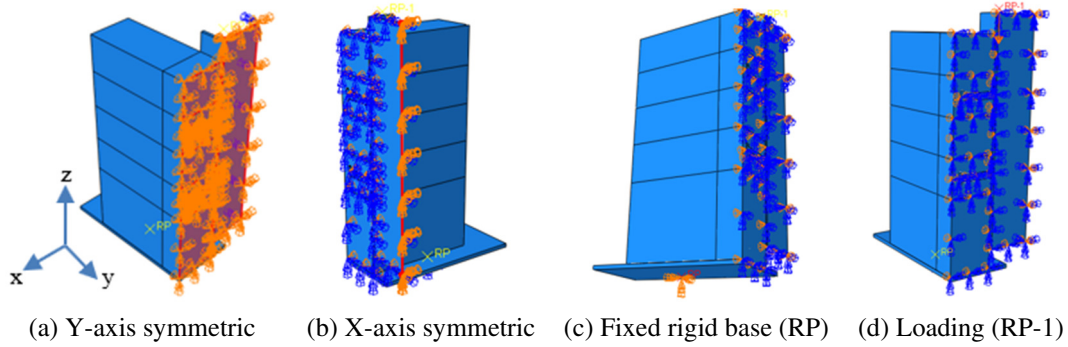 RP-1
RP
z
x
y
RP-1
RP
RP-1
RP-1
RP
(a) Y-axis symmetric
(b) X-axis symmetric
(c) Fixed rigid base (RP)
(d) Loading (RP-1)